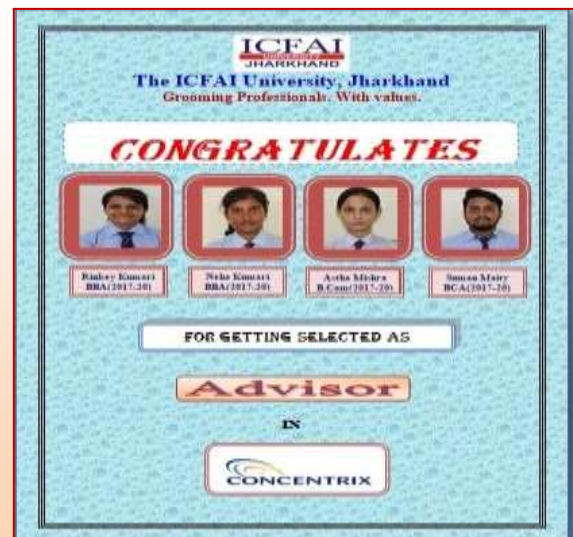 ICFAI
UNIVERSITY
JHARKHAND
The ICFAI University, Jharkhand
Grooming Professionals. With values.
CONGRATULATES
Rinkey Kumari
BBA(2017-20)
Neha Kumari
BBA(2017-20)
Astha Mishra
B.Com(2017-20)
Suman Maity
BCA(2017-20)
FOR GETTING SELECTED AS
Advisor
IN
CONCENTRIX